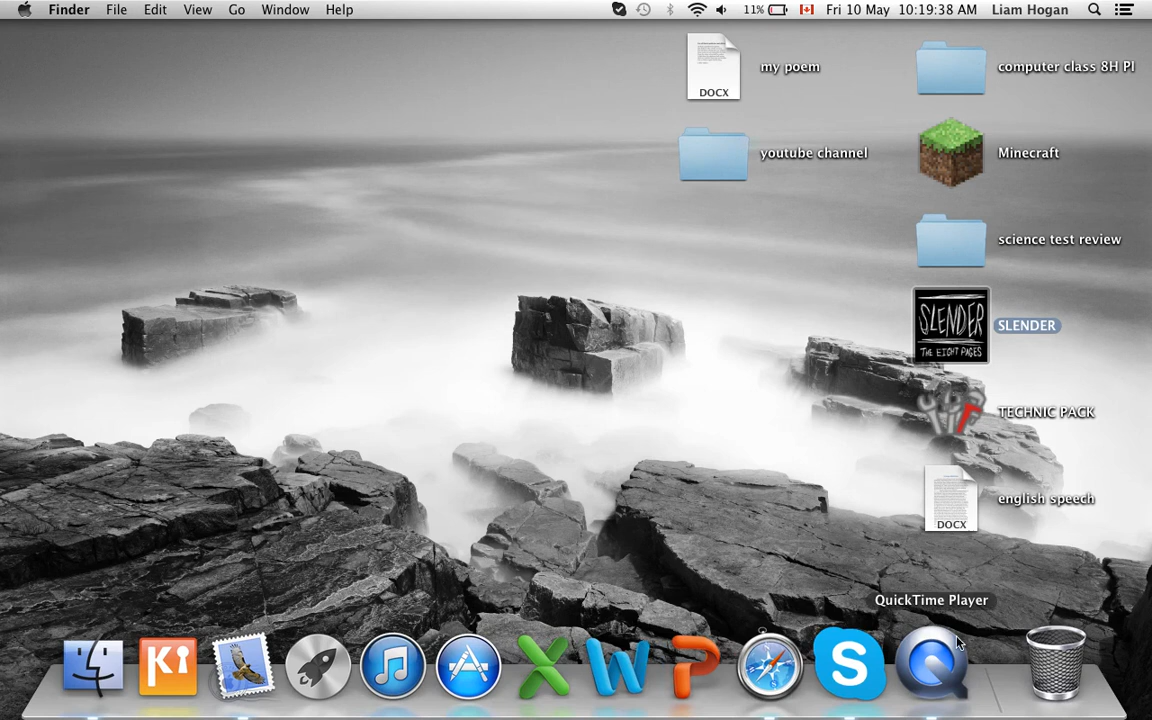 Finder File Edit View Go Window Help 11% Fri 10 May 10:19:38 AM Liam Hogan
my poem
DOCX
computer class 8H PI
youtube channel
Minecraft
science test review
SLENDER
THE EIGHT PAGES
SLENDER
TECHNIC PACK
english speech
DOCX
QuickTime Player